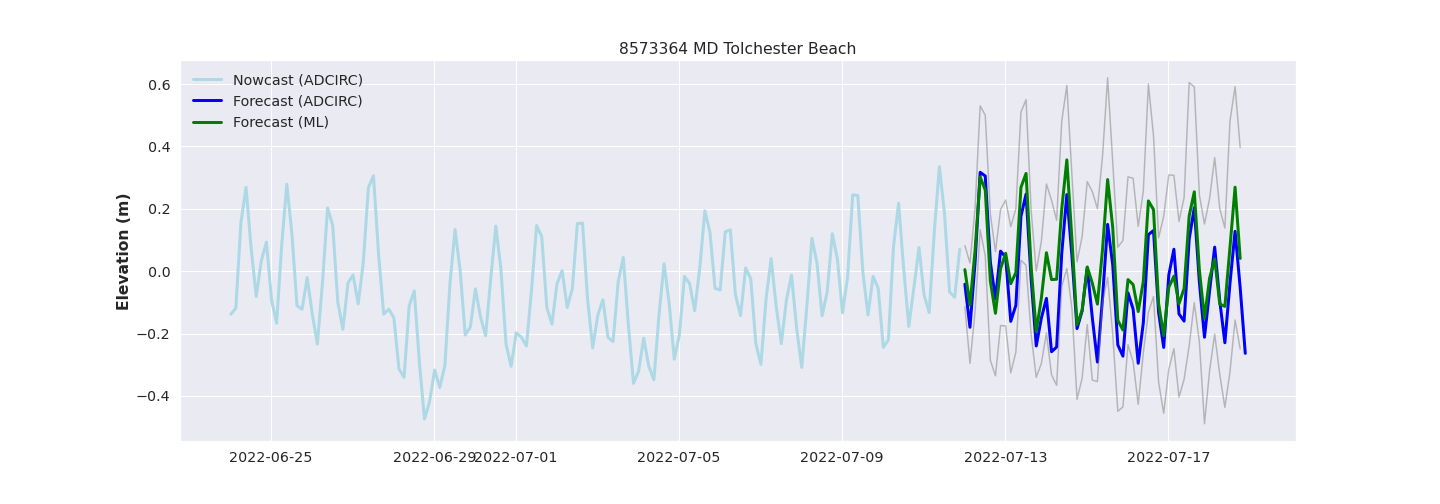 8573364 MD Tolchester Beach
Nowcast (ADCIRC)
Forecast (ADCIRC)
Forecast (ML)
Elevation (m)
0.6
0.4
0.2
0.0
−0.2
−0.4
2022-06-25
2022-06-29
2022-07-01
2022-07-05
2022-07-09
2022-07-13
2022-07-17